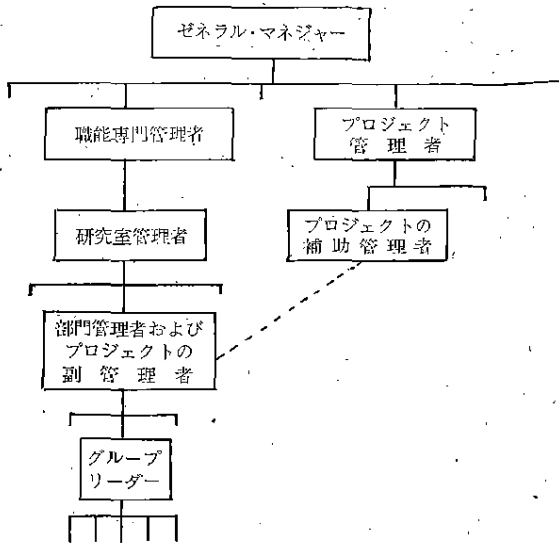 ゼネラル・マネジャー
職能専門管理者
プロジェクト
管理者
研究室管理者
プロジェクトの
補助管理者
部門管理者および
プロジェクトの
副管理者
グループ
リーダー